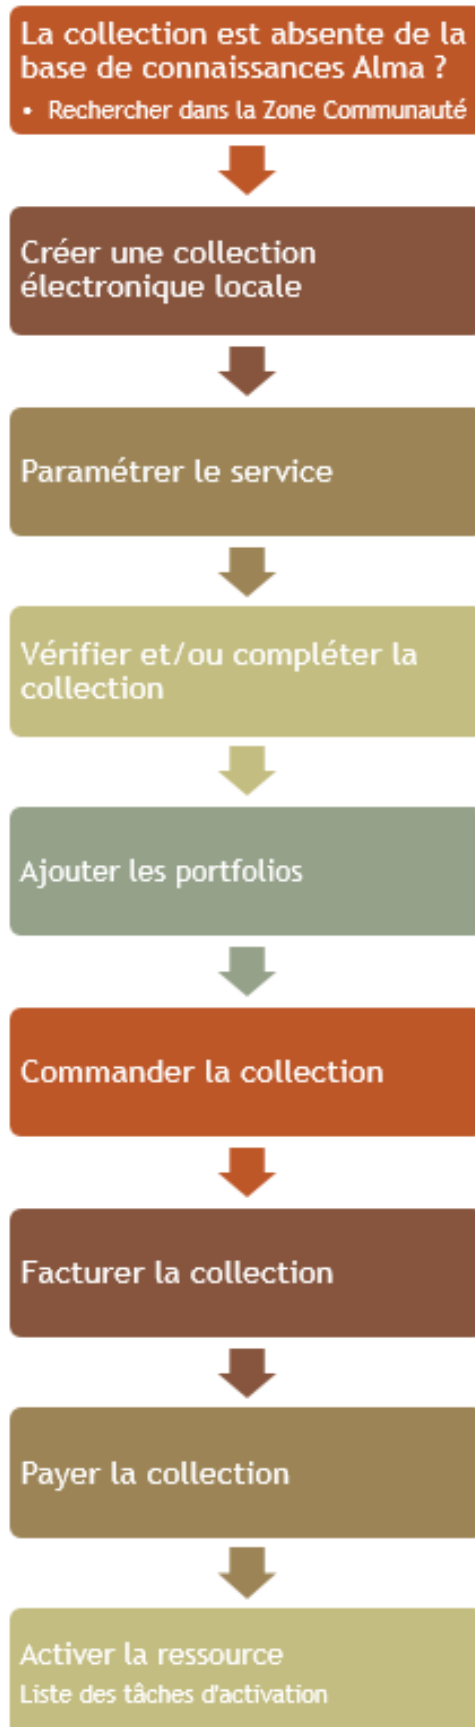 La collection est absente de la
base de connaissances Alma ?
• Rechercher dans la Zone Communauté
Créer une collection
électronique locale
Paramétrer le service
Vérifier et/ou compléter la
collection
Ajouter les portfolios
Commander la collection
Facturer la collection
Payer la collection
Activer la ressource
Liste des tâches d'activation